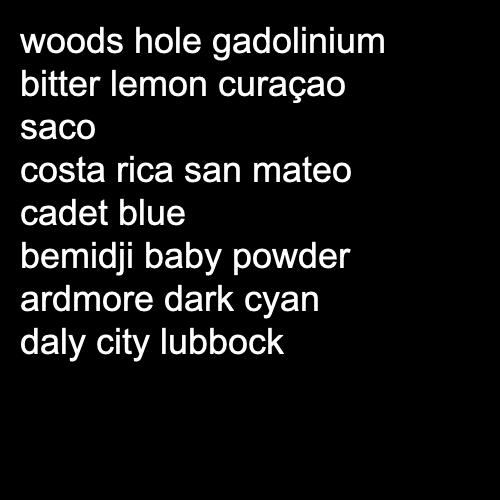 woods hole gadolinium
bitter lemon curaçao
saco
costa rica san mateo
cadet blue
bemidji baby powder
ardmore dark cyan
daly city lubbock